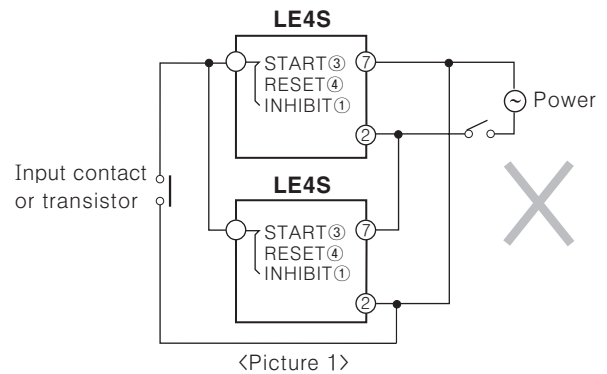 LE4S
START③ ⑦
RESET④
INHIBIT①
②
Power
Input contact
or transistor
LE4S
START③ ⑦
RESET④
INHIBIT①
②
<Picture 1>